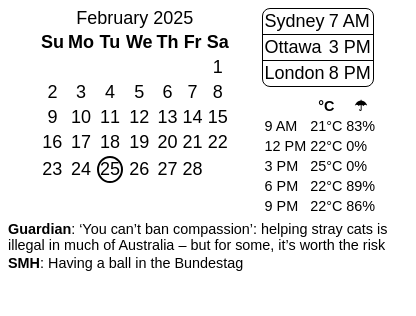 February 2025
Su Mo Tu We Th Fr Sa
1
2 3 4 5 6 7 8
9 10 11 12 13 14 15
16 17 18 19 20 21 22
23 24 25 26 27 28
Sydney 7 AM
Ottawa 3 PM
London 8 PM
°C ☂
9 AM 21°C 83%
12 PM 22°C 0%
3 PM 25°C 0%
6 PM 22°C 89%
9 PM 22°C 86%
Guardian: ‘You can’t ban compassion’: helping stray cats is
illegal in much of Australia – but for some, it’s worth the risk
SMH: Having a ball in the Bundestag